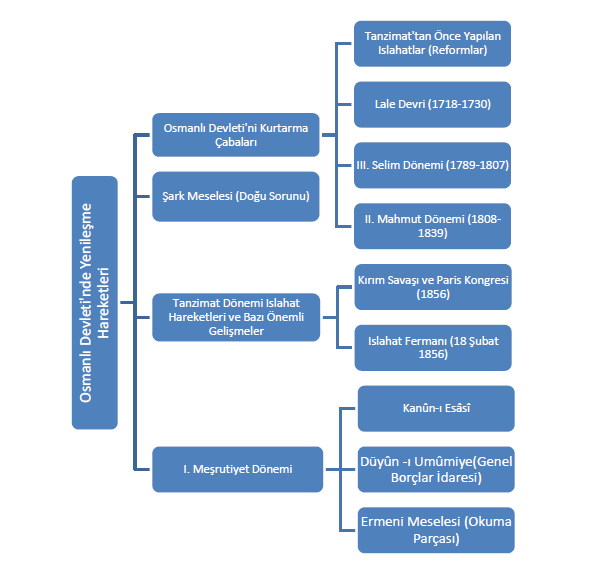 Osmanlı Devleti'nde Yenileşme
Hareketleri
Osmanlı Devleti'ni Kurtarma
Çabaları
Tanzimat'tan Önce Yapılan
Islahatlar (Reformlar)
Lale Devri (1718-1730)
III. Selim Dönemi (1789-1807)
II. Mahmut Dönemi (1808-
1839)
Şark Meselesi (Doğu Sorunu)
Tanzimat Dönemi Islahat
Hareketleri ve Bazı Önemli
Gelişmeler
Kırım Savaşı ve Paris Kongresi
(1856)
Islahat Fermanı (18 Şubat
1856)
I. Meşrutiyet Dönemi
Kanûn-ı Esâsî
Düyûn -ı Umûmiye(Genel
Borçlar İdaresi)
Ermeni Meselesi (Okuma
Parçası)